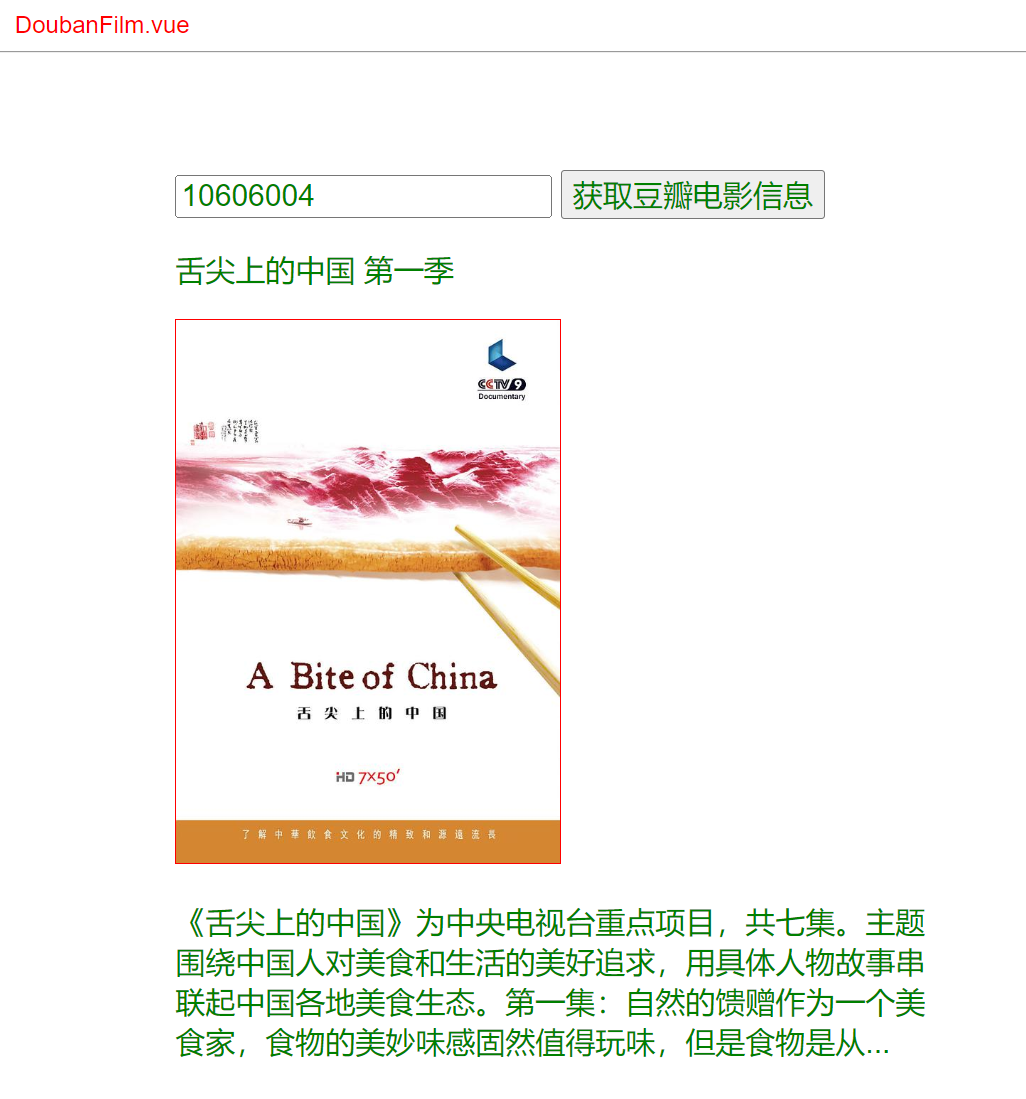 DoubanFilm.vue
10606004 获取豆瓣电影信息
舌尖上的中国 第一季
CCTV 9
Documentary
A Bite of China
舌尖上的中国
HD 7×50′
了解中華飲食文化的精致和源遠流長
《舌尖上的中国》为中央电视台重点项目，共七集。主题
围绕中国人对美食和生活的美好追求，用具体人物故事串
联起中国各地美食生态。第一集：自然的馈赠作为一个美
食家，食物的美妙味感固然值得玩味，但是食物是从...